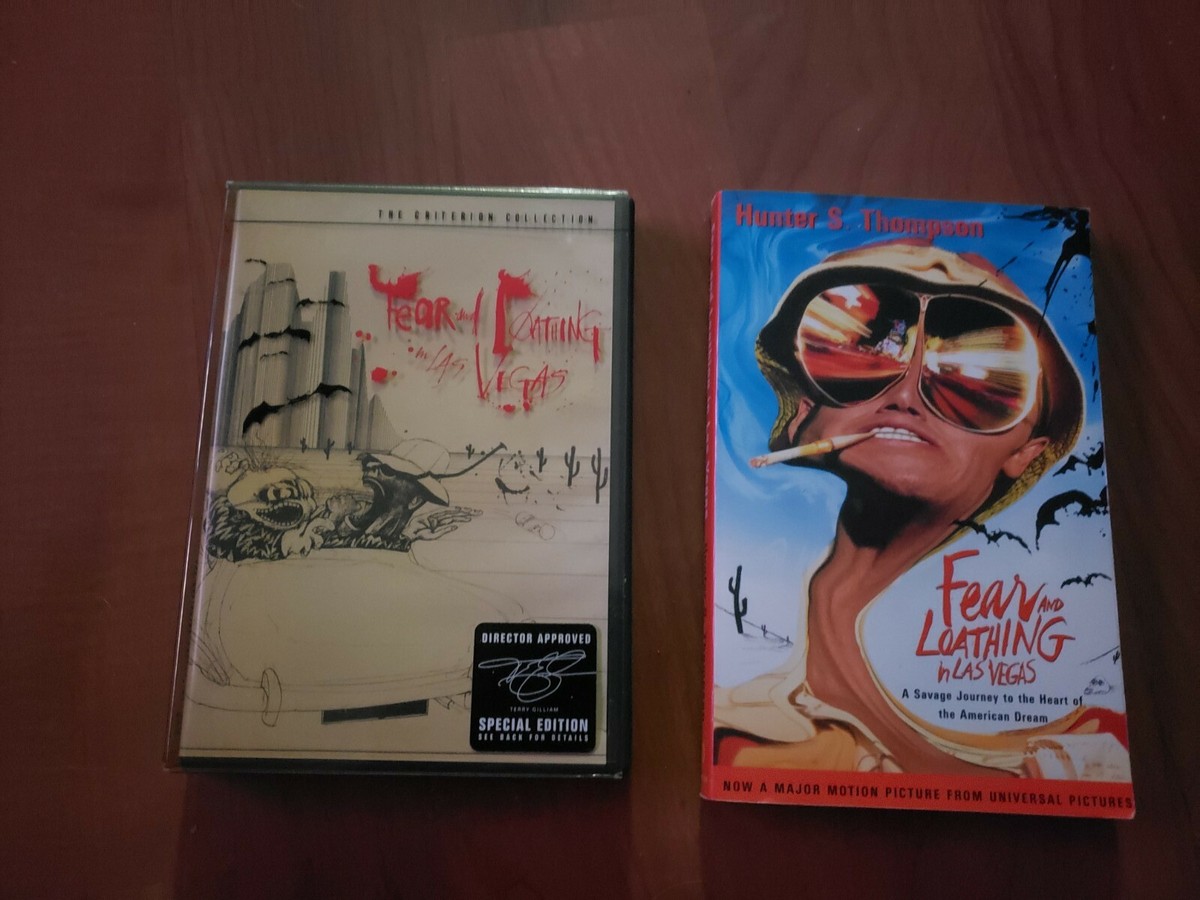 THE CRITERION COLLECTION
FEAR and LOATHING
in LAS VEGAS
DIRECTOR APPROVED
TERRY GILLIAM
SPECIAL EDITION
SEE BACK FOR DETAILS
Hunter S. Thompson
Fear AND
LOATHING
in LAS VEGAS
A Savage Journey to the Heart of
the American Dream
NOW A MAJOR MOTION PICTURE FROM UNIVERSAL PICTURES